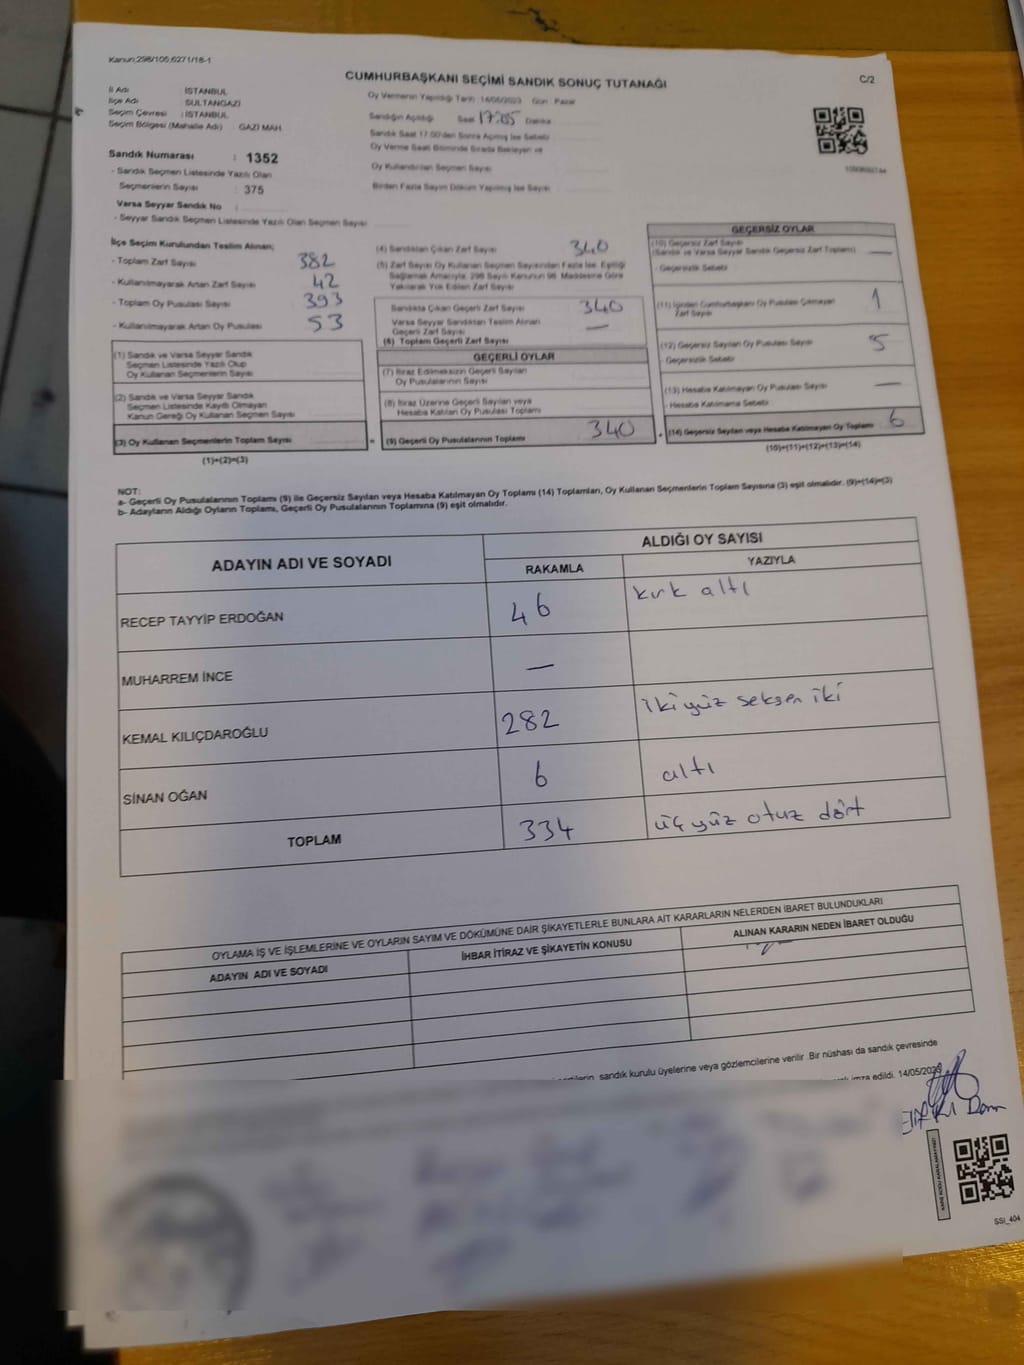 Kanun;298/105,6271/18-1
CUMHURBAŞKANI SEÇİMİ SANDIK SONUÇ TUTANAĞI
C/2
İl Adı : İSTANBUL
İlçe Adı : SULTANGAZİ
Seçim Çevresi : İSTANBUL
Seçim Bölgesi (Mahalle Adı) : GAZİ MAH.
Oy Vermenin Yapıldığı Tarih : 14/05/2023 Gün : Pazar
Sandığın Açıldığı Saat 17:05 Dakika
Sandık Saat 17.00'den Sonra Açılmış İse Sebebi
Oy Verme Saati Bitiminde Sırada Bekleyen ve
Oy Kullandırılan Seçmen Sayısı
Birden Fazla Sayım Döküm Yapılmış İse Sayısı
Sandık Numarası : 1352
- Sandık Seçmen Listesinde Yazılı Olan
Seçmenlerin Sayısı : 375
Varsa Seyyar Sandık No :
- Seyyar Sandık Seçmen Listesinde Yazılı Olan Seçmen Sayısı
İlçe Seçim Kurulundan Teslim Alınan;
- Toplam Zarf Sayısı 382
- Kullanılmayarak Artan Zarf Sayısı 42
- Toplam Oy Pusulası Sayısı 393
- Kullanılmayarak Artan Oy Pusulası 53
(1) Sandık ve Varsa Seyyar Sandık
Seçmen Listesinde Yazılı Olup
Oy Kullanan Seçmenlerin Sayısı
(2) Sandık ve Varsa Seyyar Sandık
Seçmen Listesinde Kayıtlı Olmayan
Kanun Gereği Oy Kullanan Seçmen Sayısı
(3) Oy Kullanan Seçmenlerin Toplam Sayısı
(1)+(2)=(3)
=
(4) Sandıktan Çıkan Zarf Sayısı 340
(5) Zarf Sayısı Oy Kullanan Seçmen Sayısından Fazla İse, Eşitliği
Sağlamak Amacıyla, 298 Sayılı Kanunun 98. Maddesine Göre
Yakılarak Yok Edilen Zarf Sayısı
Sandıkta Çıkan Geçerli Zarf Sayısı 340
Varsa Seyyar Sandıktan Teslim Alınan
Geçerli Zarf Sayısı —
(6) Toplam Geçerli Zarf Sayısı
GEÇERLİ OYLAR
(7) İtiraz Edilmeksizin Geçerli Sayılan
Oy Pusulalarının Sayısı
(8) İtiraz Üzerine Geçerli Sayılan veya
Hesaba Katılan Oy Pusulası Toplamı
(9) Geçerli Oy Pusulalarının Toplamı 340
+
GEÇERSİZ OYLAR
(10) Geçersiz Zarf Sayısı
(Sandık ve Varsa Seyyar Sandık Geçersiz Zarf Toplamı) —
- Geçersizlik Sebebi
(11) İçinden Cumhurbaşkanı Oy Pusulası Çıkmayan
Zarf Sayısı 1
(12) Geçersiz Sayılan Oy Pusulası Sayısı 5
- Geçersizlik Sebebi
(13) Hesaba Katılmayan Oy Pusulası Sayısı —
- Hesaba Katılmama Sebebi
(14) Geçersiz Sayılan veya Hesaba Katılmayan Oy Toplamı 6
(10)+(11)+(12)+(13)=(14)
NOT:
a- Geçerli Oy Pusulalarının Toplamı (9) ile Geçersiz Sayılan veya Hesaba Katılmayan Oy Toplamı (14) Toplamları, Oy Kullanan Seçmenlerin Toplam Sayısına (3) eşit olmalıdır. (9)+(14)=(3)
b- Adayların Aldığı Oyların Toplamı, Geçerli Oy Pusulalarının Toplamına (9) eşit olmalıdır.
ADAYIN ADI VE SOYADI
ALDIĞI OY SAYISI
RAKAMLA YAZIYLA
RECEP TAYYİP ERDOĞAN 46 kırk altı
MUHARREM İNCE —
KEMAL KILIÇDAROĞLU 282 ikiyüz seksen iki
SİNAN OĞAN 6 altı
TOPLAM 334 üçyüz otuz dört
OYLAMA İŞ VE İŞLEMLERİNE VE OYLARIN SAYIM VE DÖKÜMÜNE DAİR ŞİKAYETLERLE BUNLARA AİT KARARLARIN NELERDEN İBARET BULUNDUKLARI
ADAYIN ADI VE SOYADI İHBAR İTİRAZ VE ŞİKAYETİN KONUSU ALINAN KARARIN NEDEN İBARET OLDUĞU
sandık kurulu üyelerine veya gözlemcilerine verilir. Bir nüshası da sandık çevresinde
imza edildi. 14/05/2023
SSİ_404